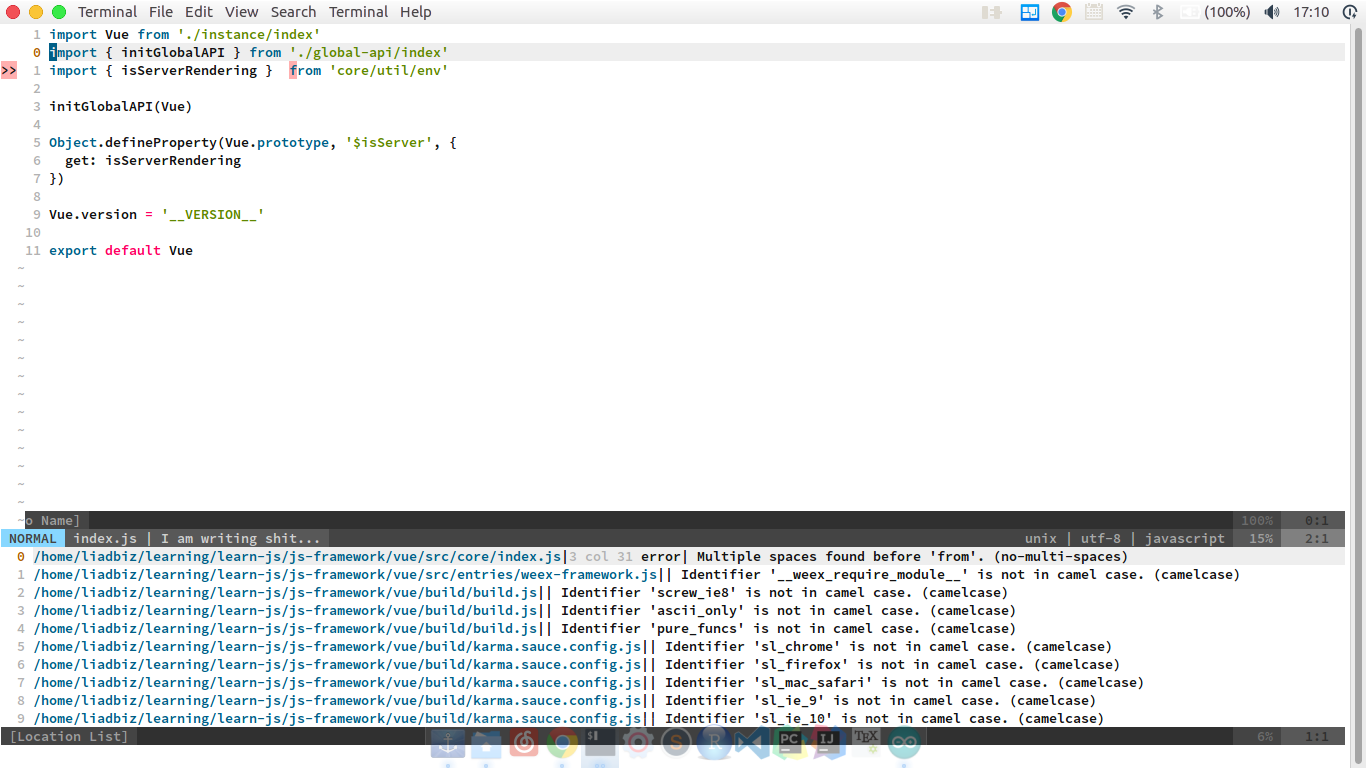 Terminal File Edit View Search Terminal Help (100%) 17:10
1 import Vue from './instance/index'
0 import { initGlobalAPI } from './global-api/index'
>> 1 import { isServerRendering }  from 'core/util/env'
2
3 initGlobalAPI(Vue)
4
5 Object.defineProperty(Vue.prototype, '$isServer', {
6   get: isServerRendering
7 })
8
9 Vue.version = '__VERSION__'
10
11 export default Vue
~
~
~
~
~
~
~
~
~
~
~
~
~
~
~o Name] 100% 0:1
NORMAL index.js | I am writing shit... unix | utf-8 | javascript 15% 2:1
0 /home/liadbiz/learning/learn-js/js-framework/vue/src/core/index.js|3 col 31 error| Multiple spaces found before 'from'. (no-multi-spaces)
1 /home/liadbiz/learning/learn-js/js-framework/vue/src/entries/weex-framework.js|| Identifier '__weex_require_module__' is not in camel case. (camelcase)
2 /home/liadbiz/learning/learn-js/js-framework/vue/build/build.js|| Identifier 'screw_ie8' is not in camel case. (camelcase)
3 /home/liadbiz/learning/learn-js/js-framework/vue/build/build.js|| Identifier 'ascii_only' is not in camel case. (camelcase)
4 /home/liadbiz/learning/learn-js/js-framework/vue/build/build.js|| Identifier 'pure_funcs' is not in camel case. (camelcase)
5 /home/liadbiz/learning/learn-js/js-framework/vue/build/karma.sauce.config.js|| Identifier 'sl_chrome' is not in camel case. (camelcase)
6 /home/liadbiz/learning/learn-js/js-framework/vue/build/karma.sauce.config.js|| Identifier 'sl_firefox' is not in camel case. (camelcase)
7 /home/liadbiz/learning/learn-js/js-framework/vue/build/karma.sauce.config.js|| Identifier 'sl_mac_safari' is not in camel case. (camelcase)
8 /home/liadbiz/learning/learn-js/js-framework/vue/build/karma.sauce.config.js|| Identifier 'sl_ie_9' is not in camel case. (camelcase)
9 /home/liadbiz/learning/learn-js/js-framework/vue/build/karma.sauce.config.js|| Identifier 'sl_ie_10' is not in camel case. (camelcase)
[Location List] 6% 1:1
$ S R PC IJ TEX